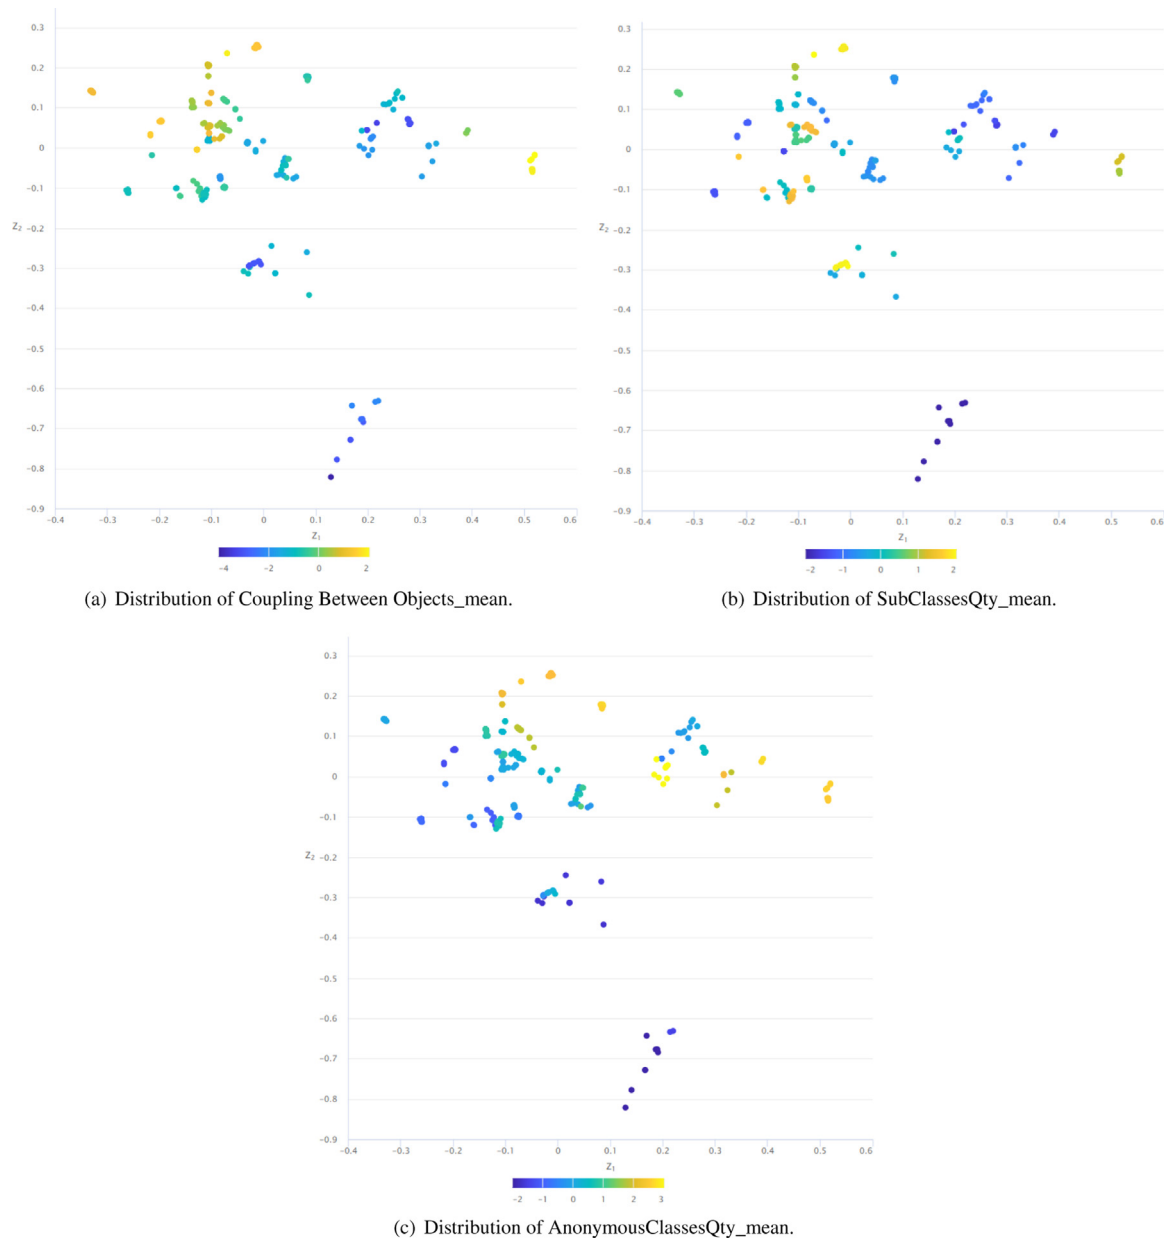 0.3
0.2
0.1
0
−0.1
Z₂ −0.2
−0.3
−0.4
−0.5
−0.6
−0.7
−0.8
−0.9
−0.4 −0.3 −0.2 −0.1 0 0.1 0.2 0.3 0.4 0.5 0.6
Z₁
−4 −2 0 2
(a) Distribution of Coupling Between Objects_mean.
0.3
0.2
0.1
0
−0.1
Z₂ −0.2
−0.3
−0.4
−0.5
−0.6
−0.7
−0.8
−0.9
−0.4 −0.3 −0.2 −0.1 0 0.1 0.2 0.3 0.4 0.5 0.6
Z₁
−2 −1 0 1 2
(b) Distribution of SubClassesQty_mean.
0.3
0.2
0.1
0
−0.1
Z₂ −0.2
−0.3
−0.4
−0.5
−0.6
−0.7
−0.8
−0.9
−0.4 −0.3 −0.2 −0.1 0 0.1 0.2 0.3 0.4 0.5 0.6
Z₁
−2 −1 0 1 2 3
(c) Distribution of AnonymousClassesQty_mean.